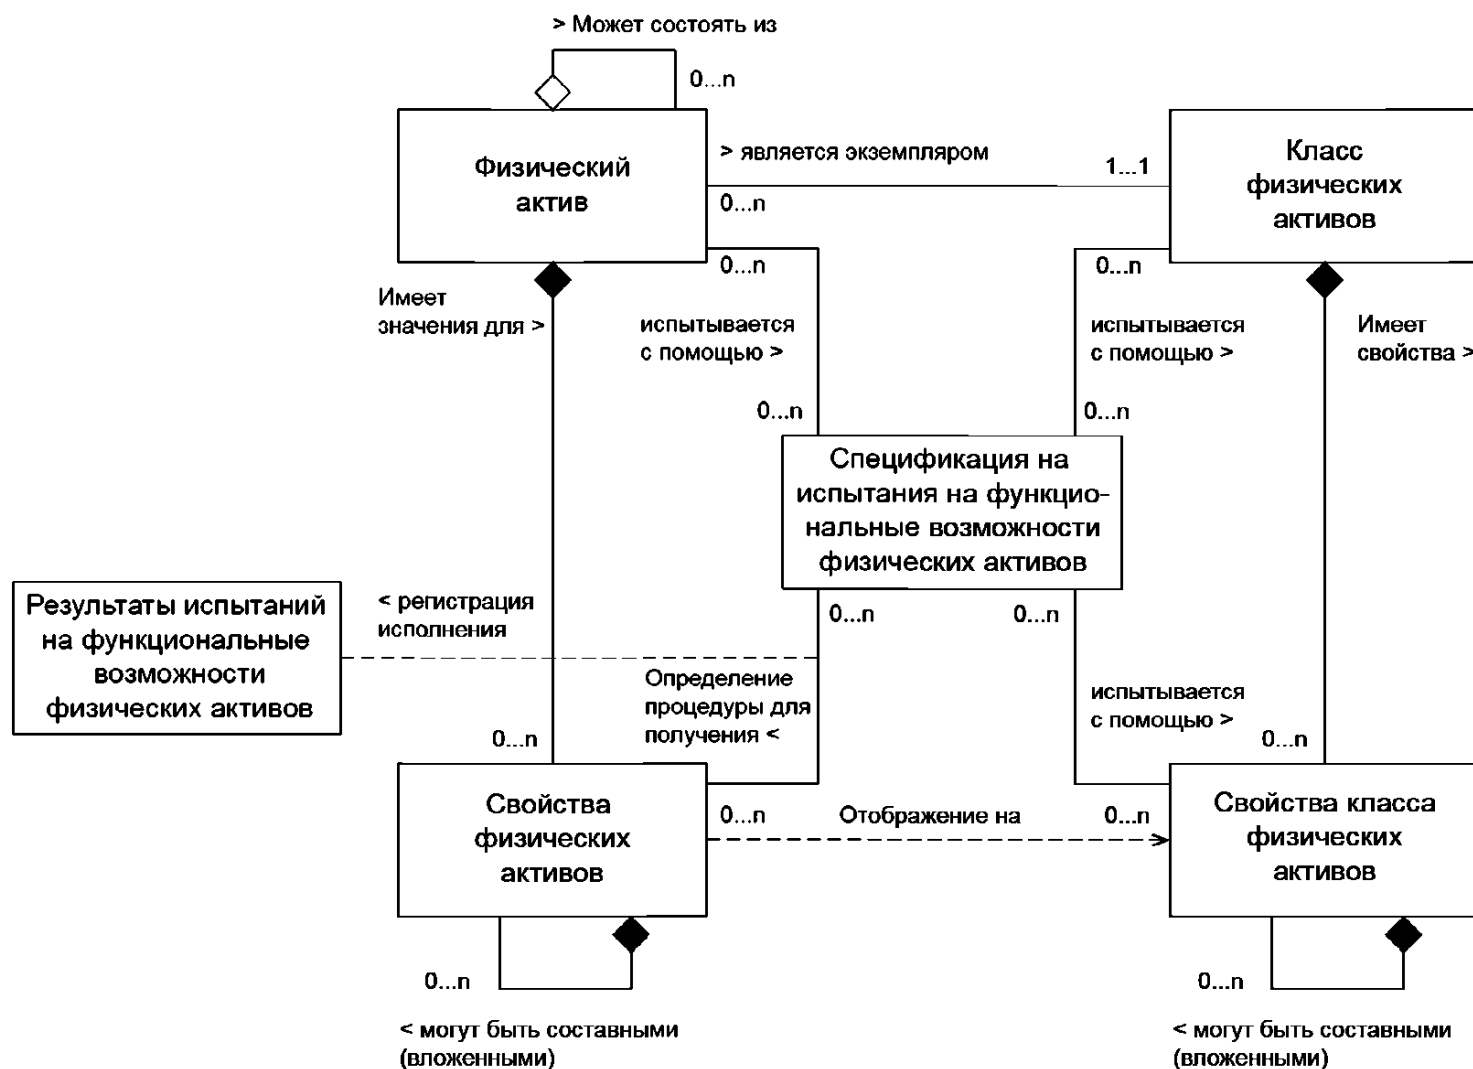 > Может состоять из
0...n
Физический
актив
> является экземпляром
1...1
0...n
Класс
физических
активов
0...n
0...n
Имеет
значения для >
испытывается
с помощью >
испытывается
с помощью >
Имеет
свойства >
0...n
0...n
Спецификация на
испытания на функцио-
нальные возможности
физических активов
Результаты испытаний
на функциональные
возможности
физических активов
< регистрация
исполнения
0...n
0...n
Определение
процедуры для
получения <
испытывается
с помощью >
0...n
0...n
Свойства
физических
активов
0...n
Отображение на
0...n
Свойства класса
физических
активов
0...n
0...n
< могут быть составными
(вложенными)
< могут быть составными
(вложенными)